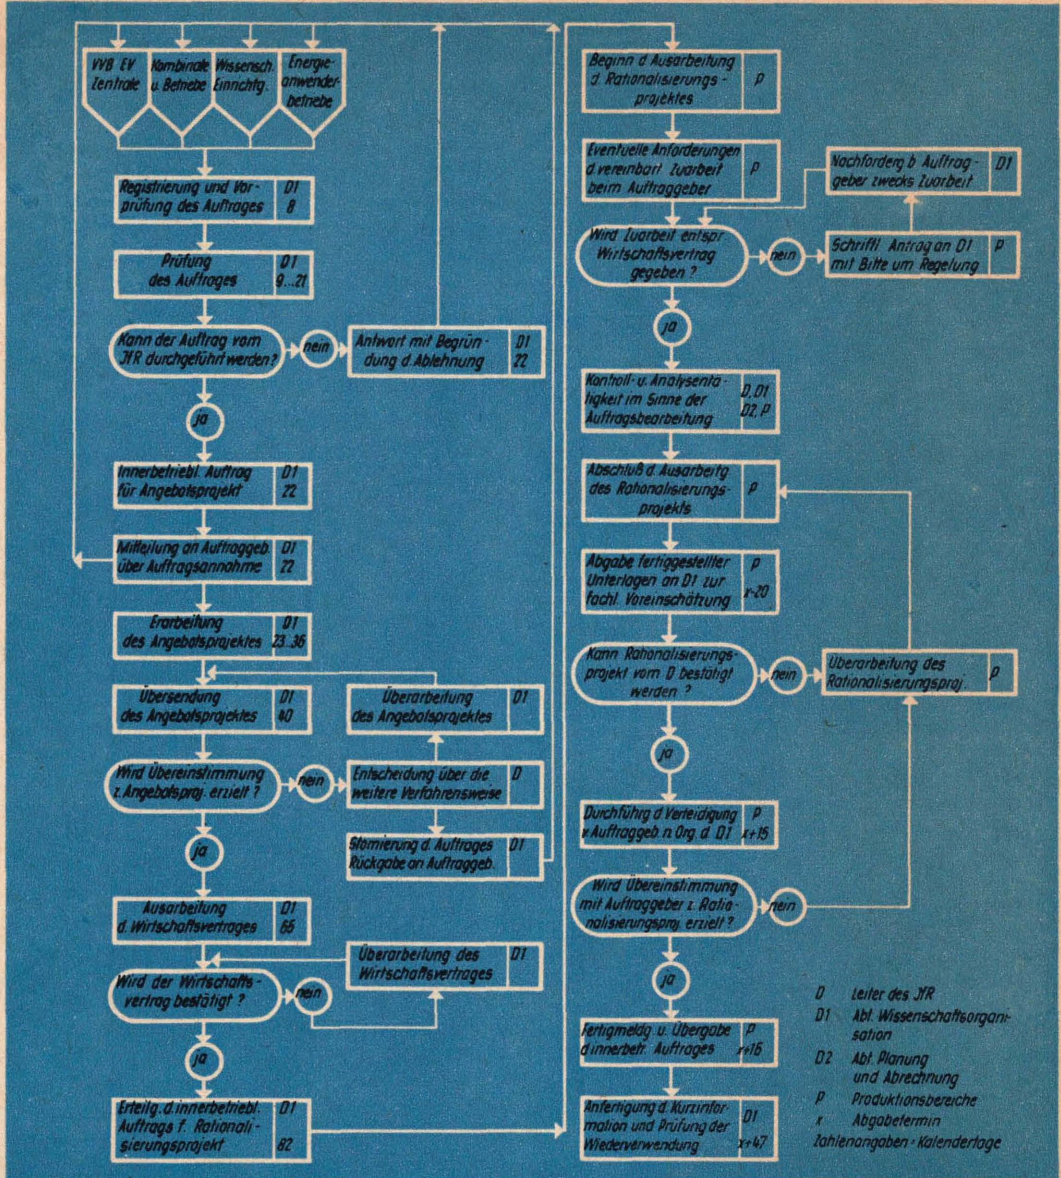 VVB EV
Zentrale
Kombinate
u. Betriebe
Wissensch.
Einrichtg.
Energie-
anwender-
betriebe
Registrierung und Vor-
prüfung des Auftrages
D1
8
Prüfung
des Auftrages
D1
9...21
Kann der Auftrag vom
JfR durchgeführt werden?
nein
Antwort mit Begrün-
dung d. Ablehnung
D1
22
ja
Innerbetriebl. Auftrag
für Angebotsprojekt
D1
22
Mitteilung an Auftraggeb.
über Auftragsannahme
D1
22
Erarbeitung
des Angebotsprojektes
D1
23...36
Übersendung
des Angebotsprojektes
D1
40
Überarbeitung
des Angebotsprojektes
D1
Wird Übereinstimmung
z. Angebotsproj. erzielt ?
nein
Entscheidung über die
weitere Verfahrensweise
D
Stornierung d. Auftrages
Rückgabe an Auftraggeb.
D1
ja
Ausarbeitung
d. Wirtschaftsvertrages
D1
66
Überarbeitung des
Wirtschaftsvertrages
D1
Wird der Wirtschafts-
vertrag bestätigt ?
nein
ja
Erteilg. d. innerbetriebl.
Auftrags f. Rationali-
sierungsprojekt
D1
82
Beginn d. Ausarbeitung
d. Rationalisierungs-
projektes
P
Eventuelle Anforderungen
d. vereinbart. Zuarbeit
beim Auftraggeber
P
Nachforderg. b. Auftrag-
geber zwecks Zuarbeit
D1
Wird Zuarbeit entspr.
Wirtschaftsvertrag
gegeben ?
nein
Schriftl. Antrag an D1
mit Bitte um Regelung
P
ja
Kontroll- u. Analysenta-
tigkeit im Sinne der
Auftragsbearbeitung
D, D1
D2, P
Abschluß d. Ausarbeitg
des Rationalisierungs-
projekts
P
Abgabe fertiggestellter
Unterlagen an D1 zur
fachl. Voreinschätzung
P
x-20
Kann Rationalisierungs-
projekt vom D bestätigt
werden ?
nein
Überarbeitung des
Rationalisierungsproj.
P
ja
Durchführg d. Verteidigung
v. Auftraggeb. n. Org. d. D1
P
x+15
Wird Übereinstimmung
mit Auftraggeber z. Ratio-
nalisierungsproj. erzielt ?
nein
ja
Fertigmeldg u. Übergabe
d. innerbetr. Auftrages
P
x+16
Anfertigung d. Kurzinfor-
mation und Prüfung der
Wiederverwendung
D1
x+47
D Leiter des JfR
D1 Abt. Wissenschaftsorgani-
sation
D2 Abt. Planung
und Abrechnung
P Produktionsbereiche
x Abgabetermin
Zahlenangaben = Kalendertage